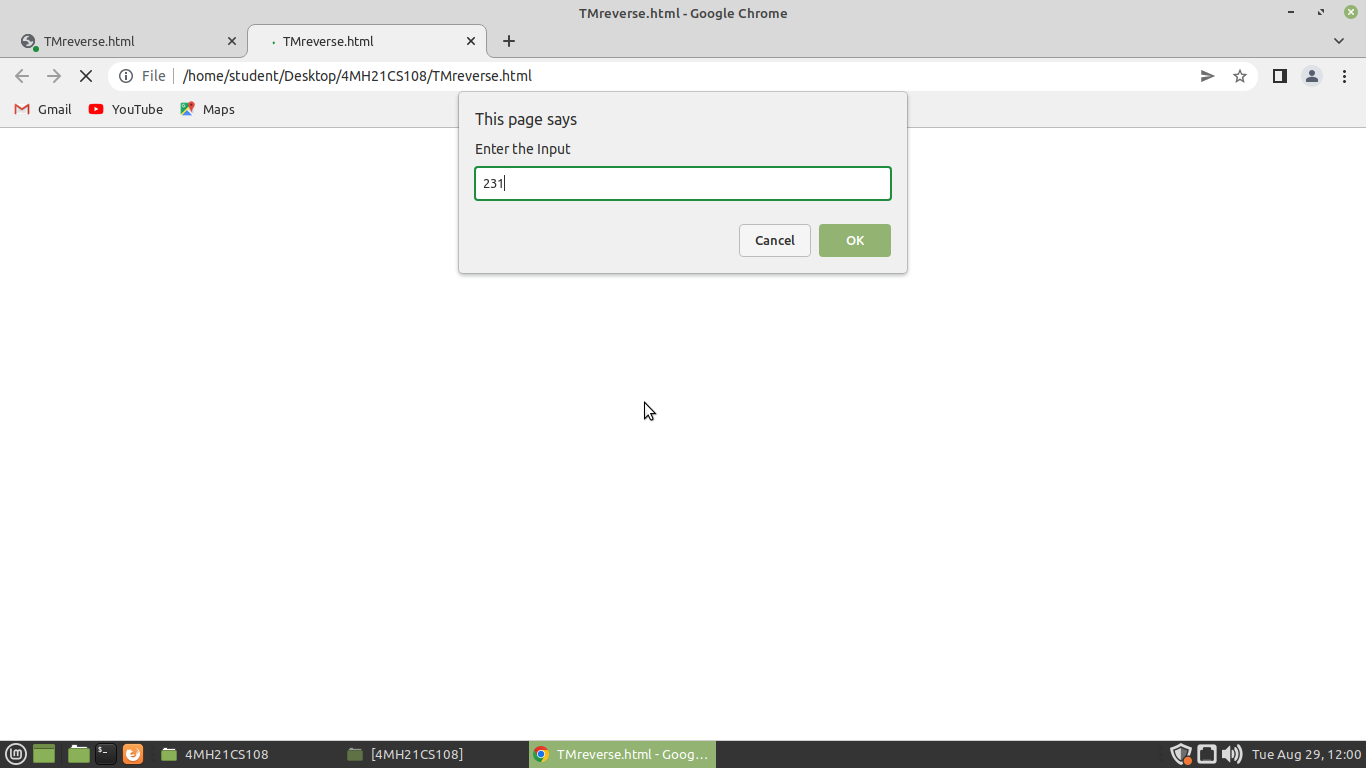 TMreverse.html - Google Chrome
TMreverse.html
TMreverse.html
File
/home/student/Desktop/4MH21CS108/TMreverse.html
Gmail
YouTube
Maps
This page says
Enter the Input
231
Cancel
OK
4MH21CS108
[4MH21CS108]
TMreverse.html - Goog...
Tue Aug 29, 12:00